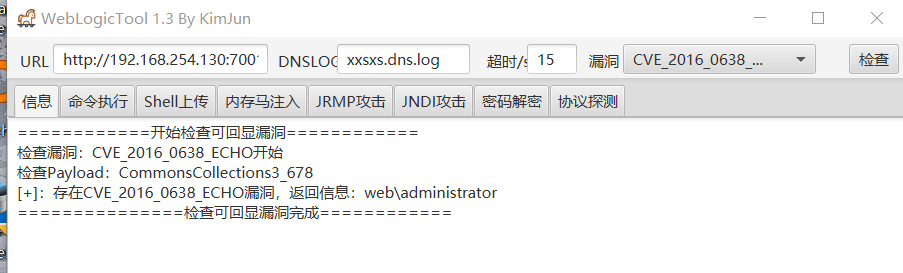 WebLogicTool 1.3 By KimJun
URL http://192.168.254.130:7001 DNSLOG xxsxs.dns.log 超时/s 15 漏洞 CVE_2016_0638_... 检查
信息 命令执行 Shell上传 内存马注入 JRMP攻击 JNDI攻击 密码解密 协议探测
============开始检查可回显漏洞============
检查漏洞：CVE_2016_0638_ECHO开始
检查Payload：CommonsCollections3_678
[+]：存在CVE_2016_0638_ECHO漏洞，返回信息：web\administrator
===============检查可回显漏洞完成============